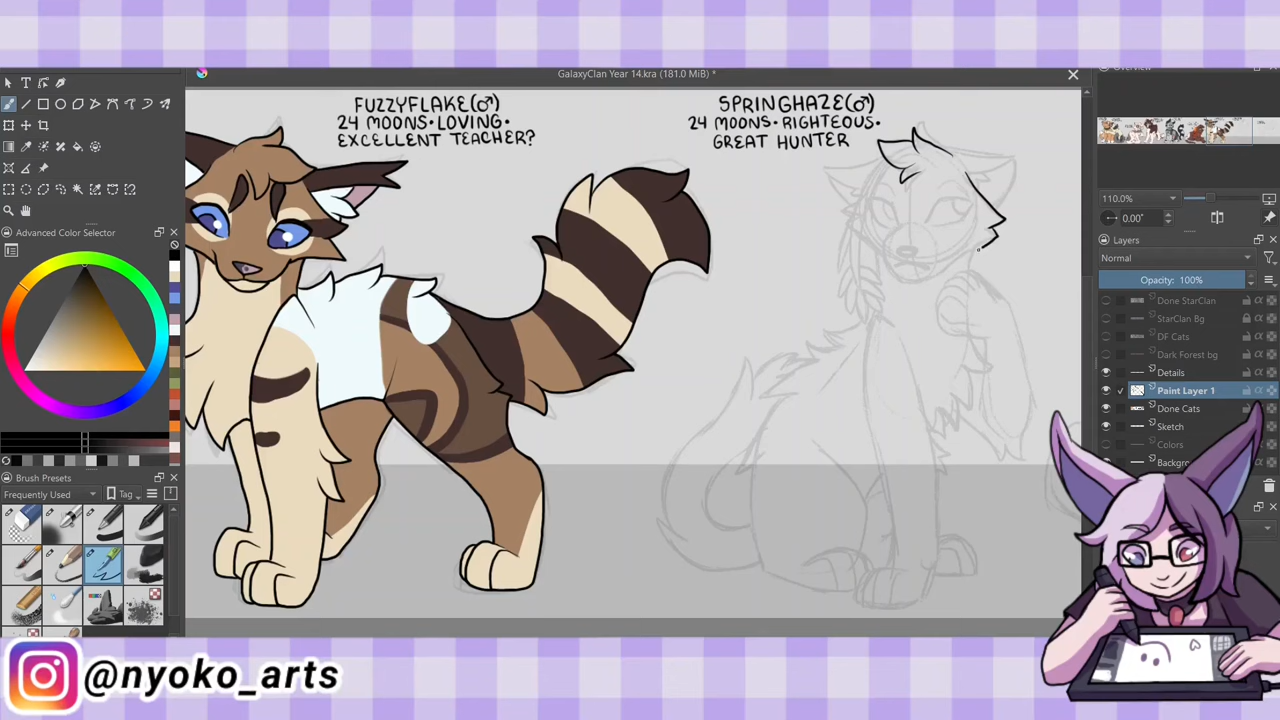 GalaxyClan Year 14.kra (181.0 MiB) *
FUZZYFLAKE(♂)
24 MOONS•LOVING•
EXCELLENT TEACHER?
SPRINGHAZE(♂)
24 MOONS•RIGHTEOUS•
GREAT HUNTER
Advanced Color Selector
Brush Presets
Frequently Used
Tag
110.0%
0.00°
Layers
Normal
Opacity: 100%
Done StarClan
StarClan Bg
DF Cats
Dark Forest bg
Details
Paint Layer 1
Done Cats
Sketch
Colors
@nyoko_arts